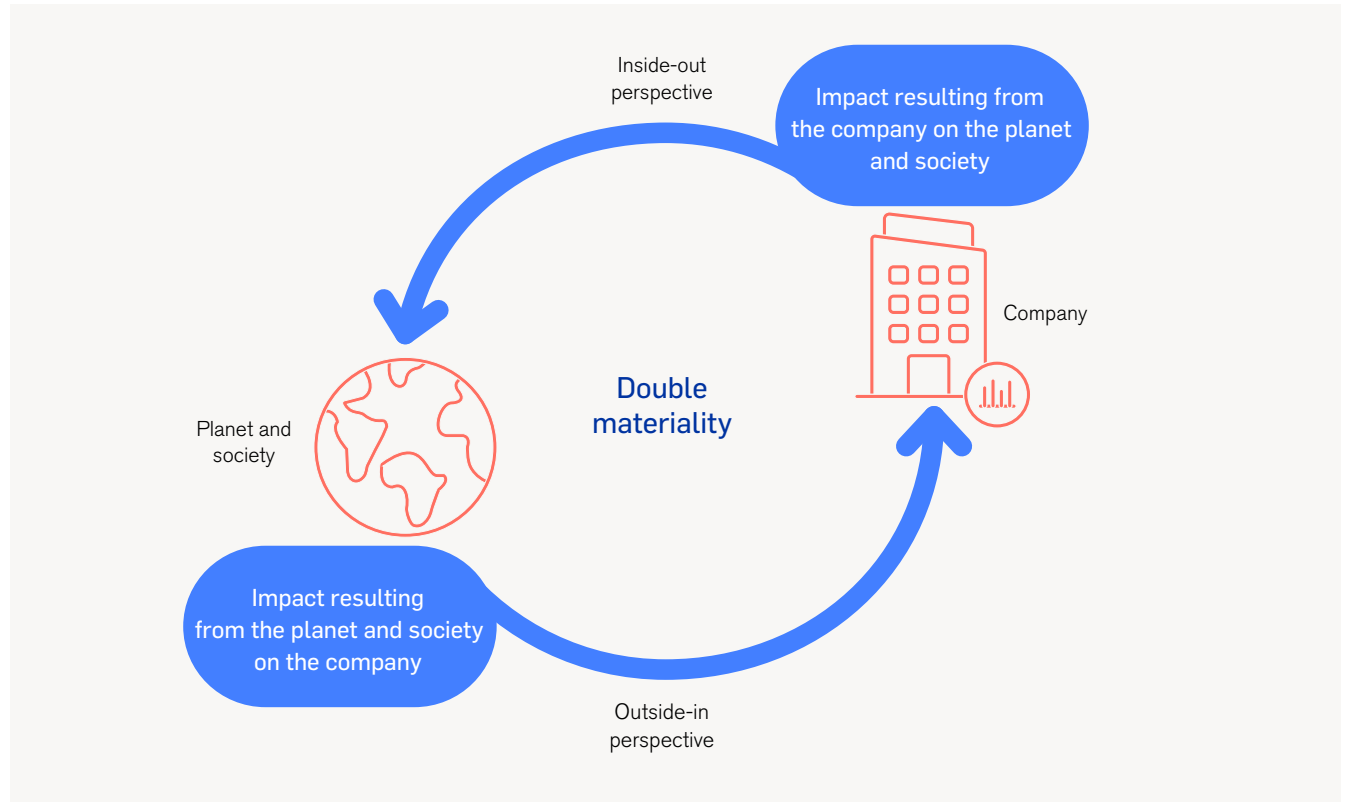 Inside-out
perspective
Impact resulting from
the company on the planet
and society
Company
Double
materiality
Planet and
society
Impact resulting
from the planet and society
on the company
Outside-in
perspective